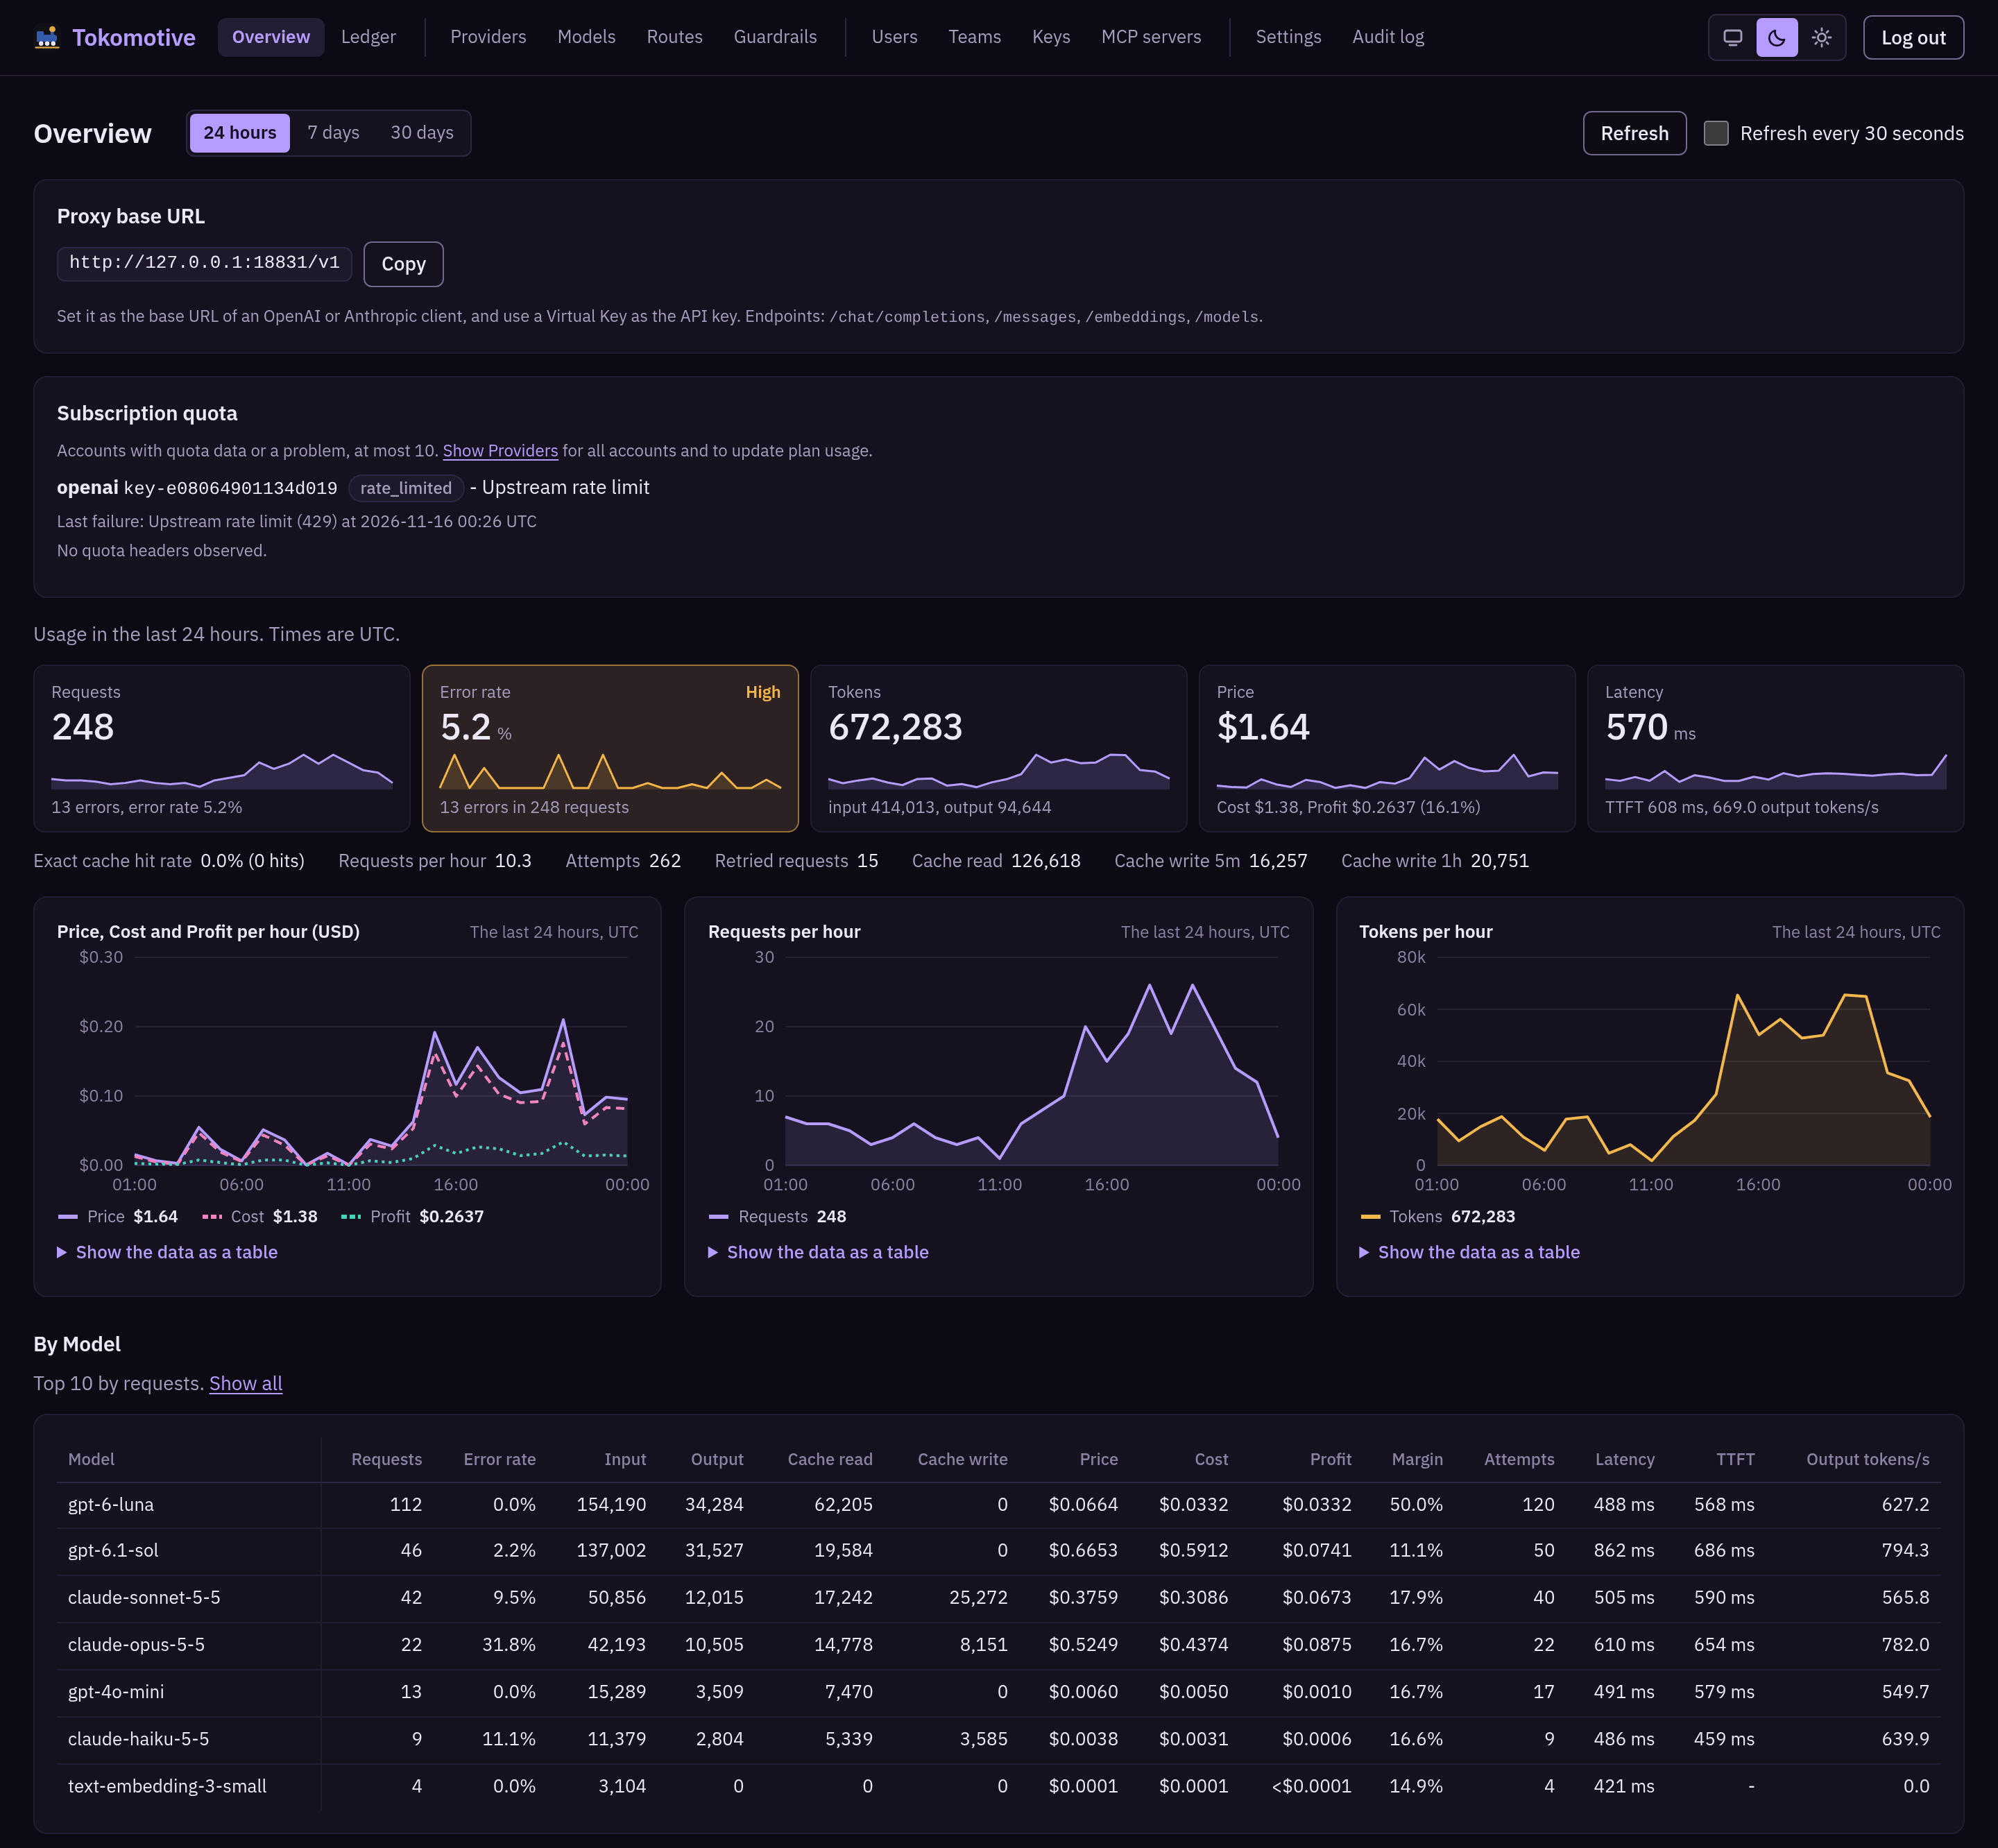 Tokomotive Overview Ledger Providers Models Routes Guardrails Users Teams Keys MCP servers Settings Audit log Log out
Overview 24 hours 7 days 30 days Refresh Refresh every 30 seconds
Proxy base URL
http://127.0.0.1:18831/v1 Copy
Set it as the base URL of an OpenAI or Anthropic client, and use a Virtual Key as the API key. Endpoints: /chat/completions, /messages, /embeddings, /models.
Subscription quota
Accounts with quota data or a problem, at most 10. Show Providers for all accounts and to update plan usage.
openai key-e08064901134d019 rate_limited - Upstream rate limit
Last failure: Upstream rate limit (429) at 2026-11-16 00:26 UTC
No quota headers observed.
Usage in the last 24 hours. Times are UTC.
Requests
248
13 errors, error rate 5.2%
Error rate High
5.2 %
13 errors in 248 requests
Tokens
672,283
input 414,013, output 94,644
Price
$1.64
Cost $1.38, Profit $0.2637 (16.1%)
Latency
570 ms
TTFT 608 ms, 669.0 output tokens/s
Exact cache hit rate 0.0% (0 hits) Requests per hour 10.3 Attempts 262 Retried requests 15 Cache read 126,618 Cache write 5m 16,257 Cache write 1h 20,751
Price, Cost and Profit per hour (USD) The last 24 hours, UTC
$0.30
$0.20
$0.10
$0.00
01:00 06:00 11:00 16:00 00:00
Price $1.64 Cost $1.38 Profit $0.2637
Show the data as a table
Requests per hour The last 24 hours, UTC
30
20
10
0
01:00 06:00 11:00 16:00 00:00
Requests 248
Show the data as a table
Tokens per hour The last 24 hours, UTC
80k
60k
40k
20k
0
01:00 06:00 11:00 16:00 00:00
Tokens 672,283
Show the data as a table
By Model
Top 10 by requests. Show all
Model Requests Error rate Input Output Cache read Cache write Price Cost Profit Margin Attempts Latency TTFT Output tokens/s
gpt-6-luna 112 0.0% 154,190 34,284 62,205 0 $0.0664 $0.0332 $0.0332 50.0% 120 488 ms 568 ms 627.2
gpt-6.1-sol 46 2.2% 137,002 31,527 19,584 0 $0.6653 $0.5912 $0.0741 11.1% 50 862 ms 686 ms 794.3
claude-sonnet-5-5 42 9.5% 50,856 12,015 17,242 25,272 $0.3759 $0.3086 $0.0673 17.9% 40 505 ms 590 ms 565.8
claude-opus-5-5 22 31.8% 42,193 10,505 14,778 8,151 $0.5249 $0.4374 $0.0875 16.7% 22 610 ms 654 ms 782.0
gpt-4o-mini 13 0.0% 15,289 3,509 7,470 0 $0.0060 $0.0050 $0.0010 16.7% 17 491 ms 579 ms 549.7
claude-haiku-5-5 9 11.1% 11,379 2,804 5,339 3,585 $0.0038 $0.0031 $0.0006 16.6% 9 486 ms 459 ms 639.9
text-embedding-3-small 4 0.0% 3,104 0 0 0 $0.0001 $0.0001 <$0.0001 14.9% 4 421 ms - 0.0